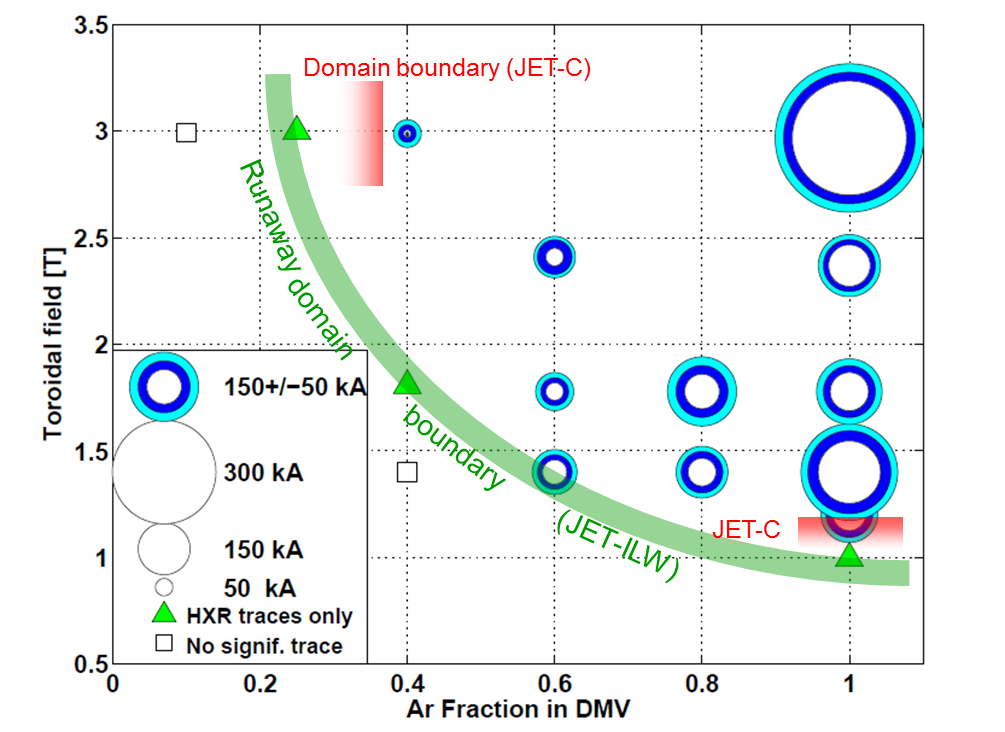 3.5
3
2.5
2
1.5
1
0.5
Toroidal field [T]
Domain boundary (JET-C)
Runaway domain
boundary
(JET-ILW)
JET-C
150+/−50 kA
300 kA
150 kA
50 kA
HXR traces only
No signif. trace
0 0.2 0.4 0.6 0.8 1
Ar Fraction in DMV